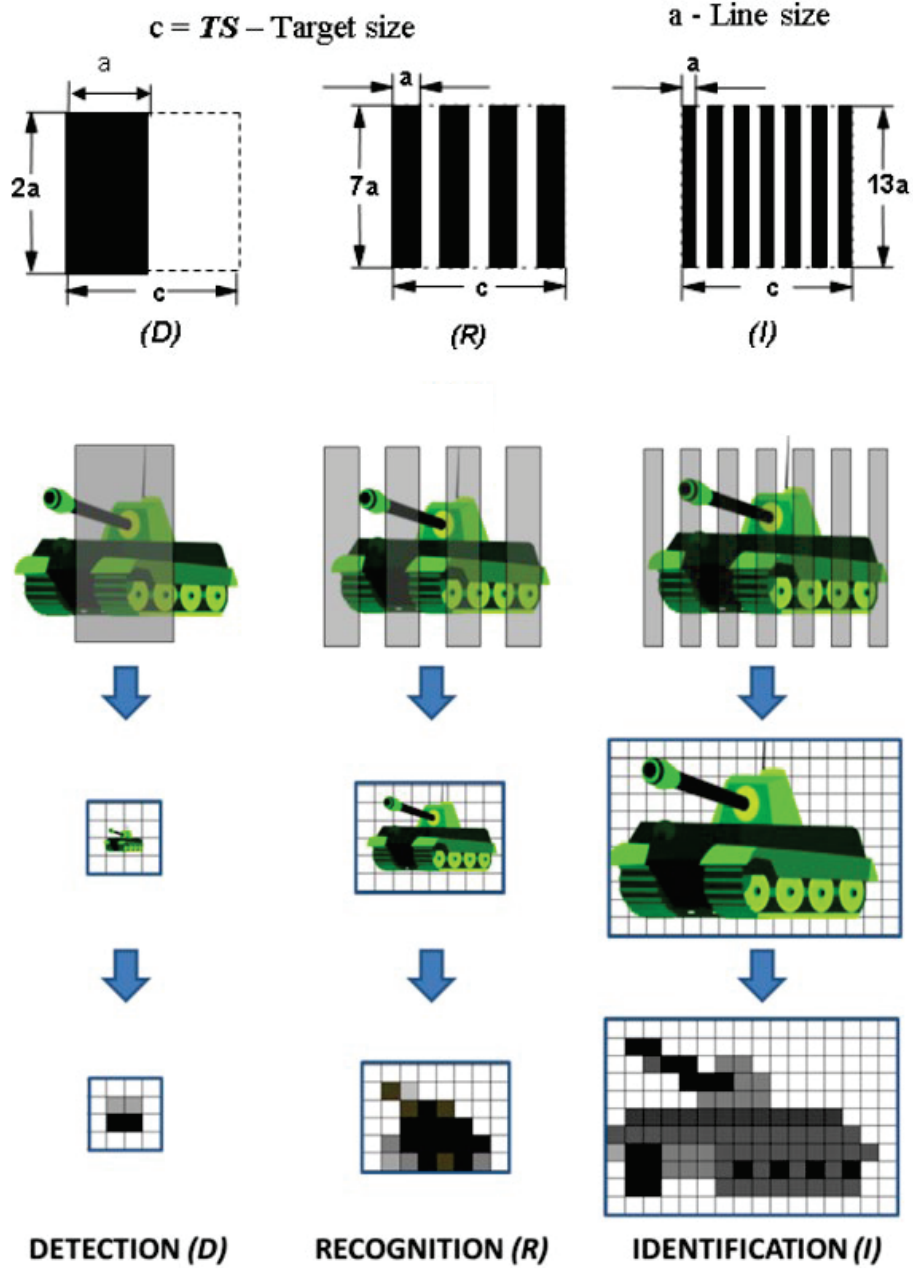 c = TS – Target size
a - Line size
a
a
a
2a
7a
13a
c
c
c
(D)
(R)
(I)
DETECTION (D)
RECOGNITION (R)
IDENTIFICATION (I)